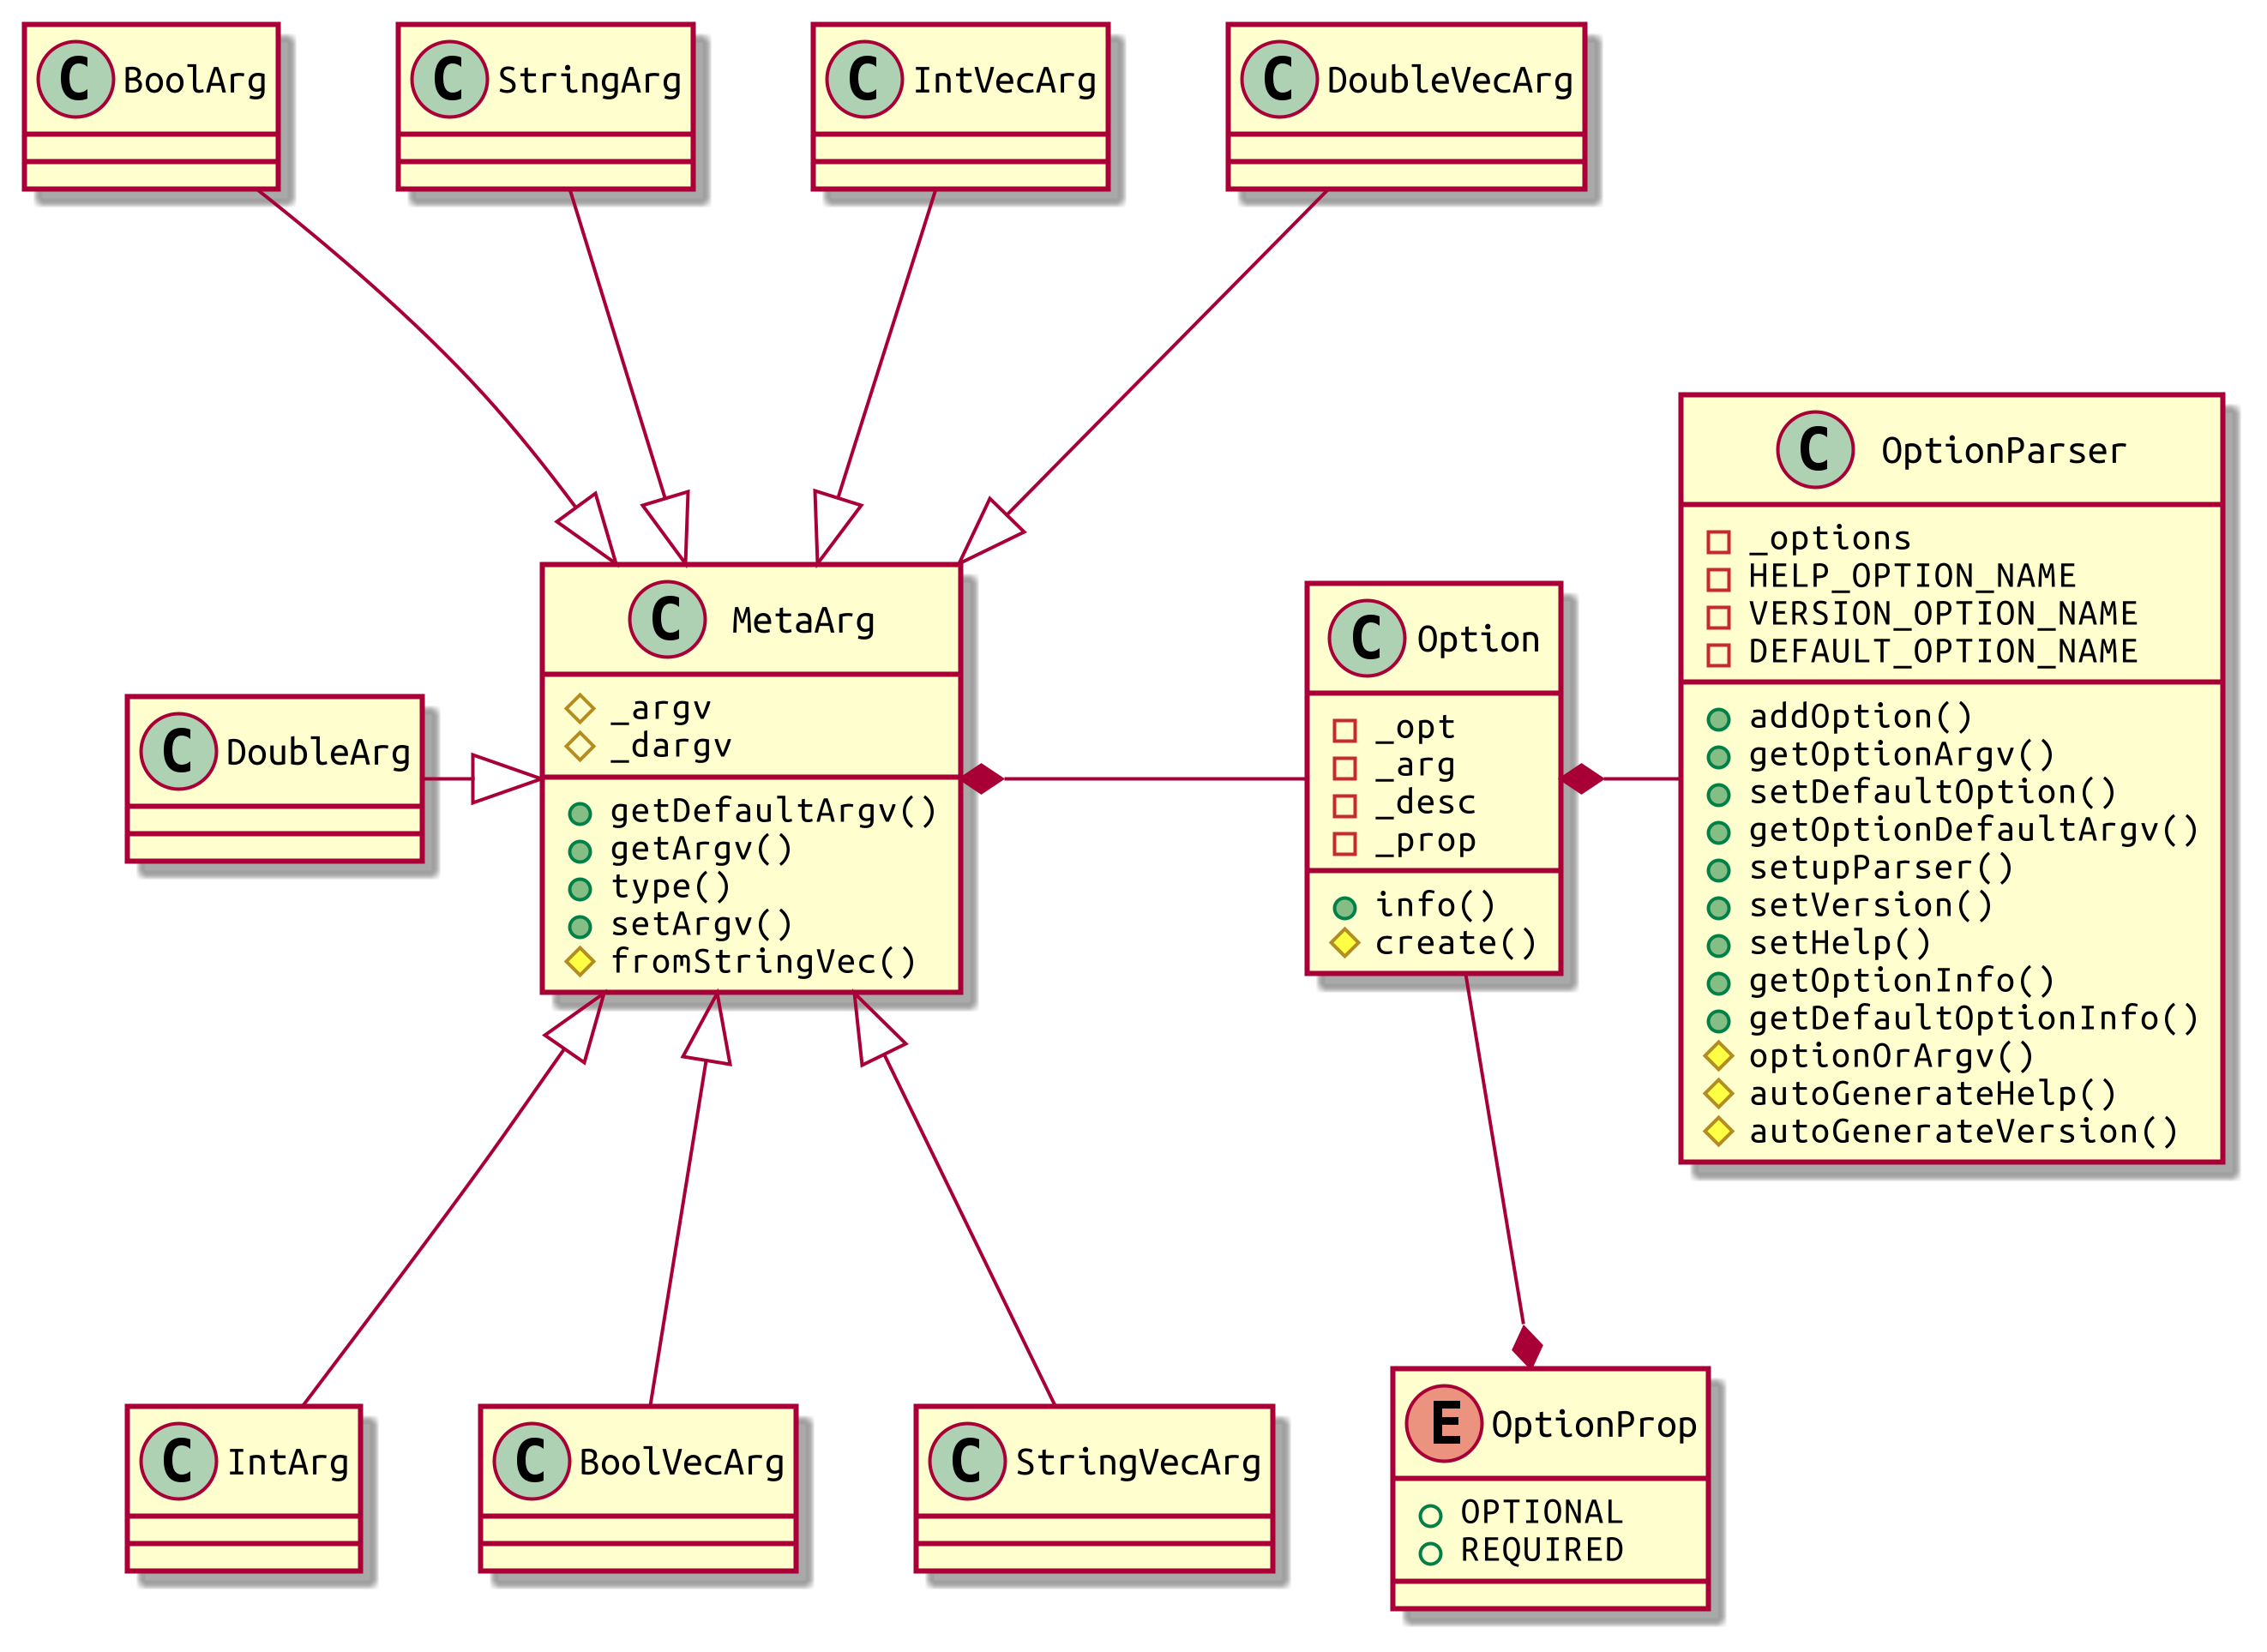 C BoolArg
C StringArg
C IntVecArg
C DoubleVecArg
C OptionParser
_options
HELP_OPTION_NAME
VERSION_OPTION_NAME
DEFAULT_OPTION_NAME
addOption()
getOptionArgv()
setDefaultOption()
getOptionDefaultArgv()
setupParser()
setVersion()
setHelp()
getOptionInfo()
getDefaultOptionInfo()
optionOrArgv()
autoGenerateHelp()
autoGenerateVersion()
C MetaArg
_argv
_dargv
getDefaultArgv()
getArgv()
type()
setArgv()
fromStringVec()
C Option
_opt
_arg
_desc
_prop
info()
create()
C DoubleArg
C IntArg
C BoolVecArg
C StringVecArg
E OptionProp
OPTIONAL
REQUIRED